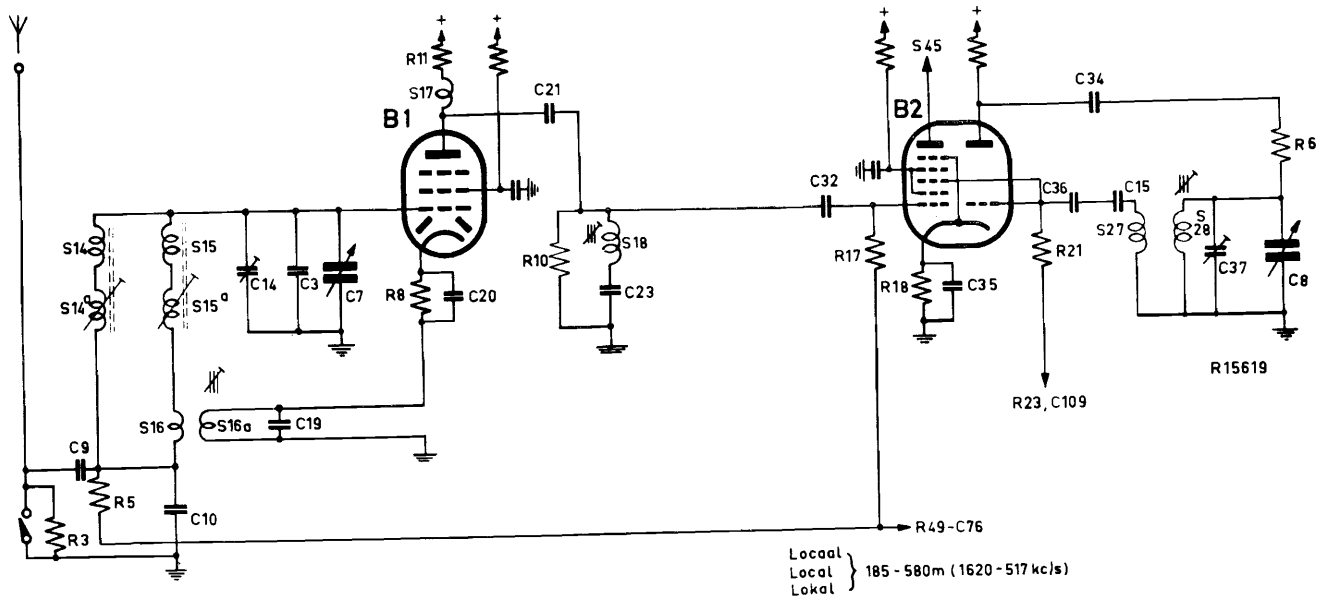 +
+
+
+
R11
S45
S17
C21
C34
B1
B2
R6
C32
C36
C15
S14
S15
S18
R10
R17
R21
S27
S28
C14
C3
C7
R8
C20
C23
R18
C35
C37
C8
S14a
S15a
R15619
R23, C109
S16
S16a
C19
C9
R5
C10
R3
R49-C76
Locaal
Local
Lokal
185 - 580m (1620 - 517 kc/s)